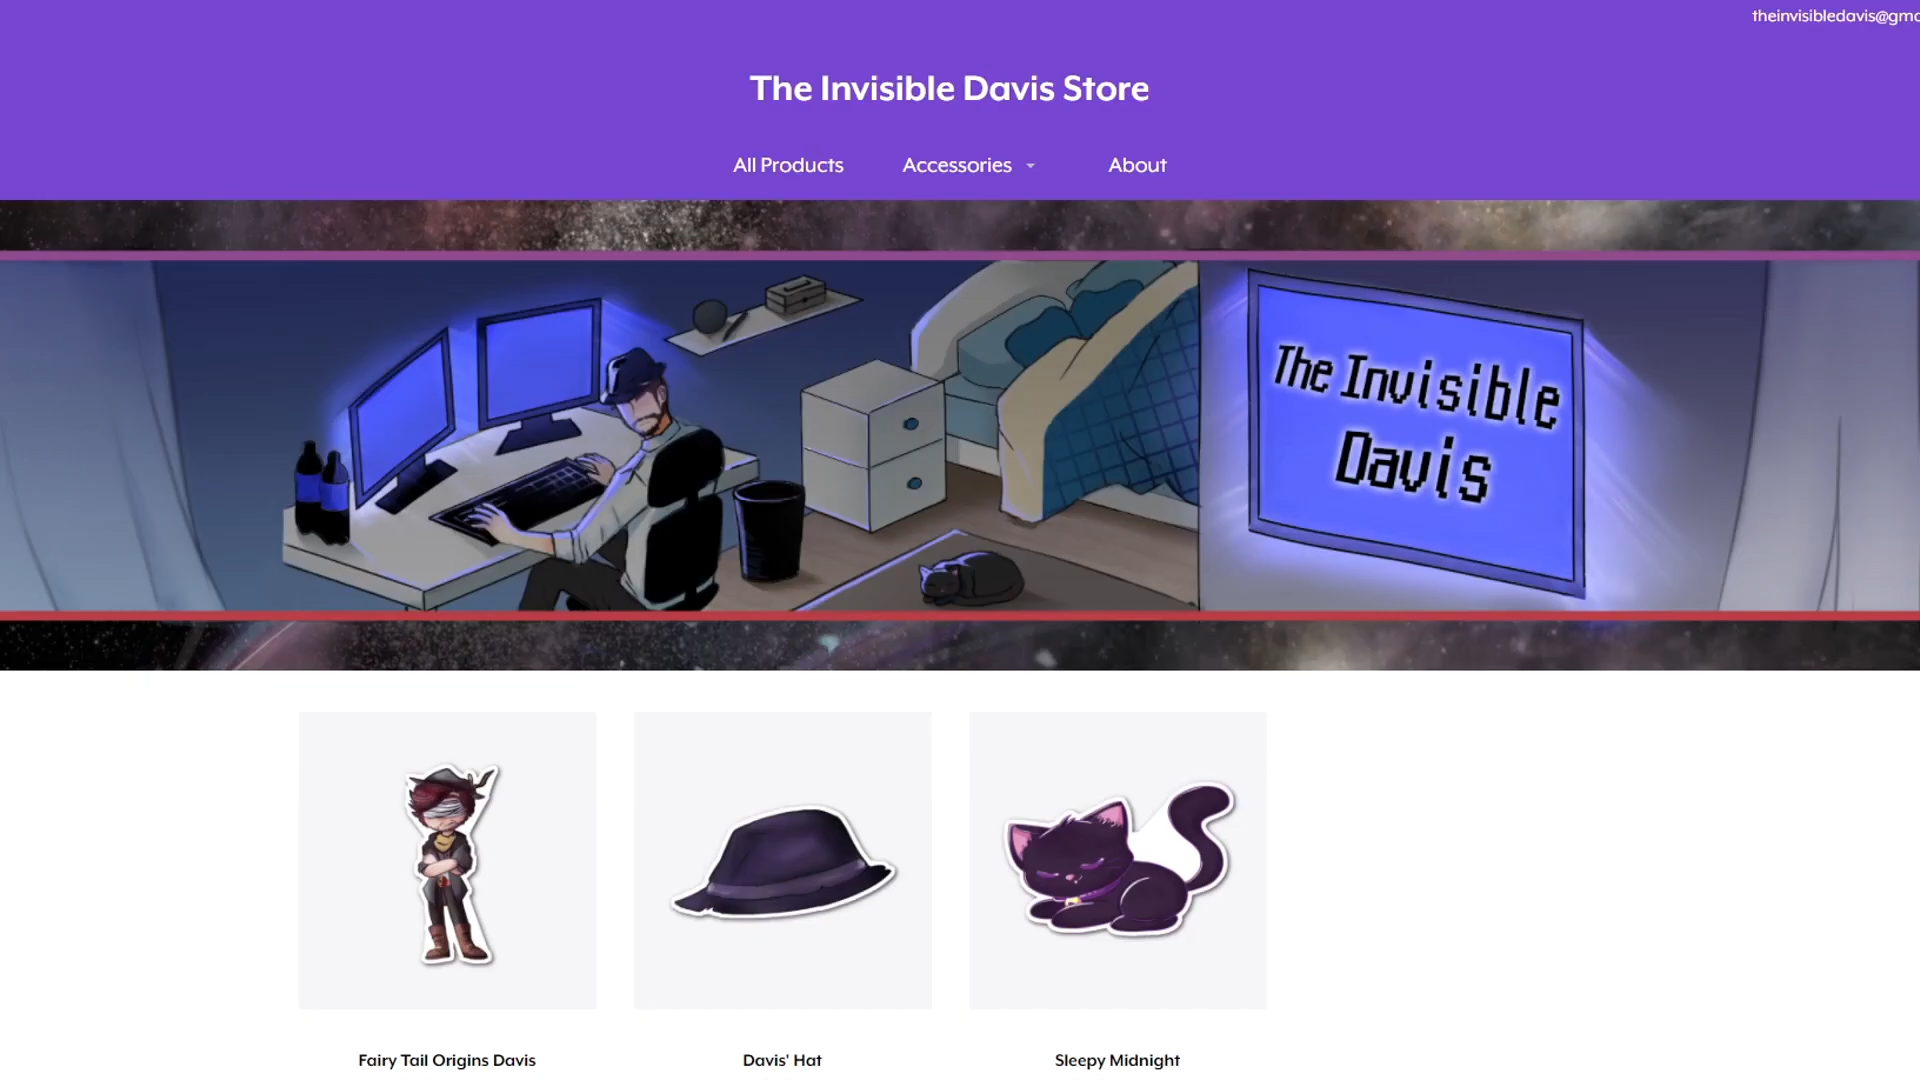 theinvisibledavis@gma
The Invisible Davis Store
All Products Accessories About
The Invisible
Davis
Fairy Tail Origins Davis Davis' Hat Sleepy Midnight